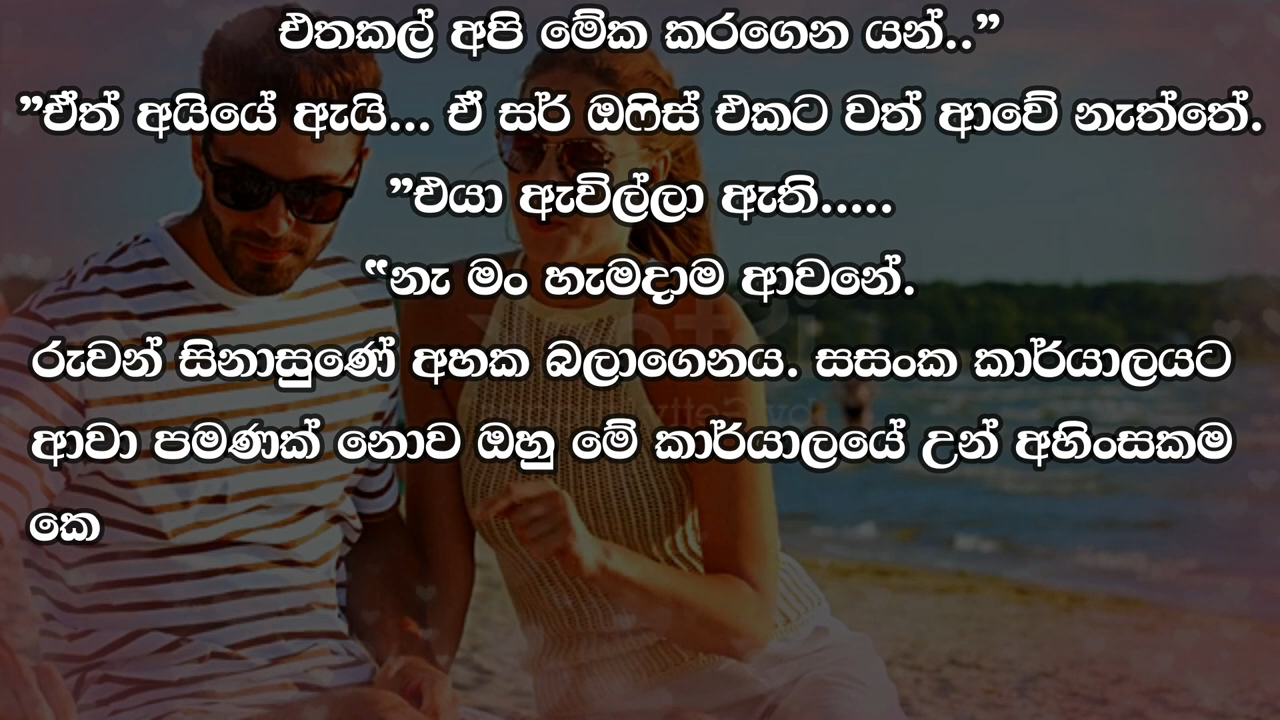 එතකල් අපි මේක කරගෙන යන්..”
”ඒත් අයියේ ඇයි... ඒ සර් ඔෆිස් එකට වත් ආවේ නැත්තේ.
”එයා ඇවිල්ලා ඇති.....
“නෑ මං හැමදාම ආවනේ.
රුවන් සිනාසුණේ අහක බලාගෙනය. සසංක කාර්යාලයට
ආවා පමණක් නොව ඔහු මේ කාර්යාලයේ උන් අහිංසකම
කෙ